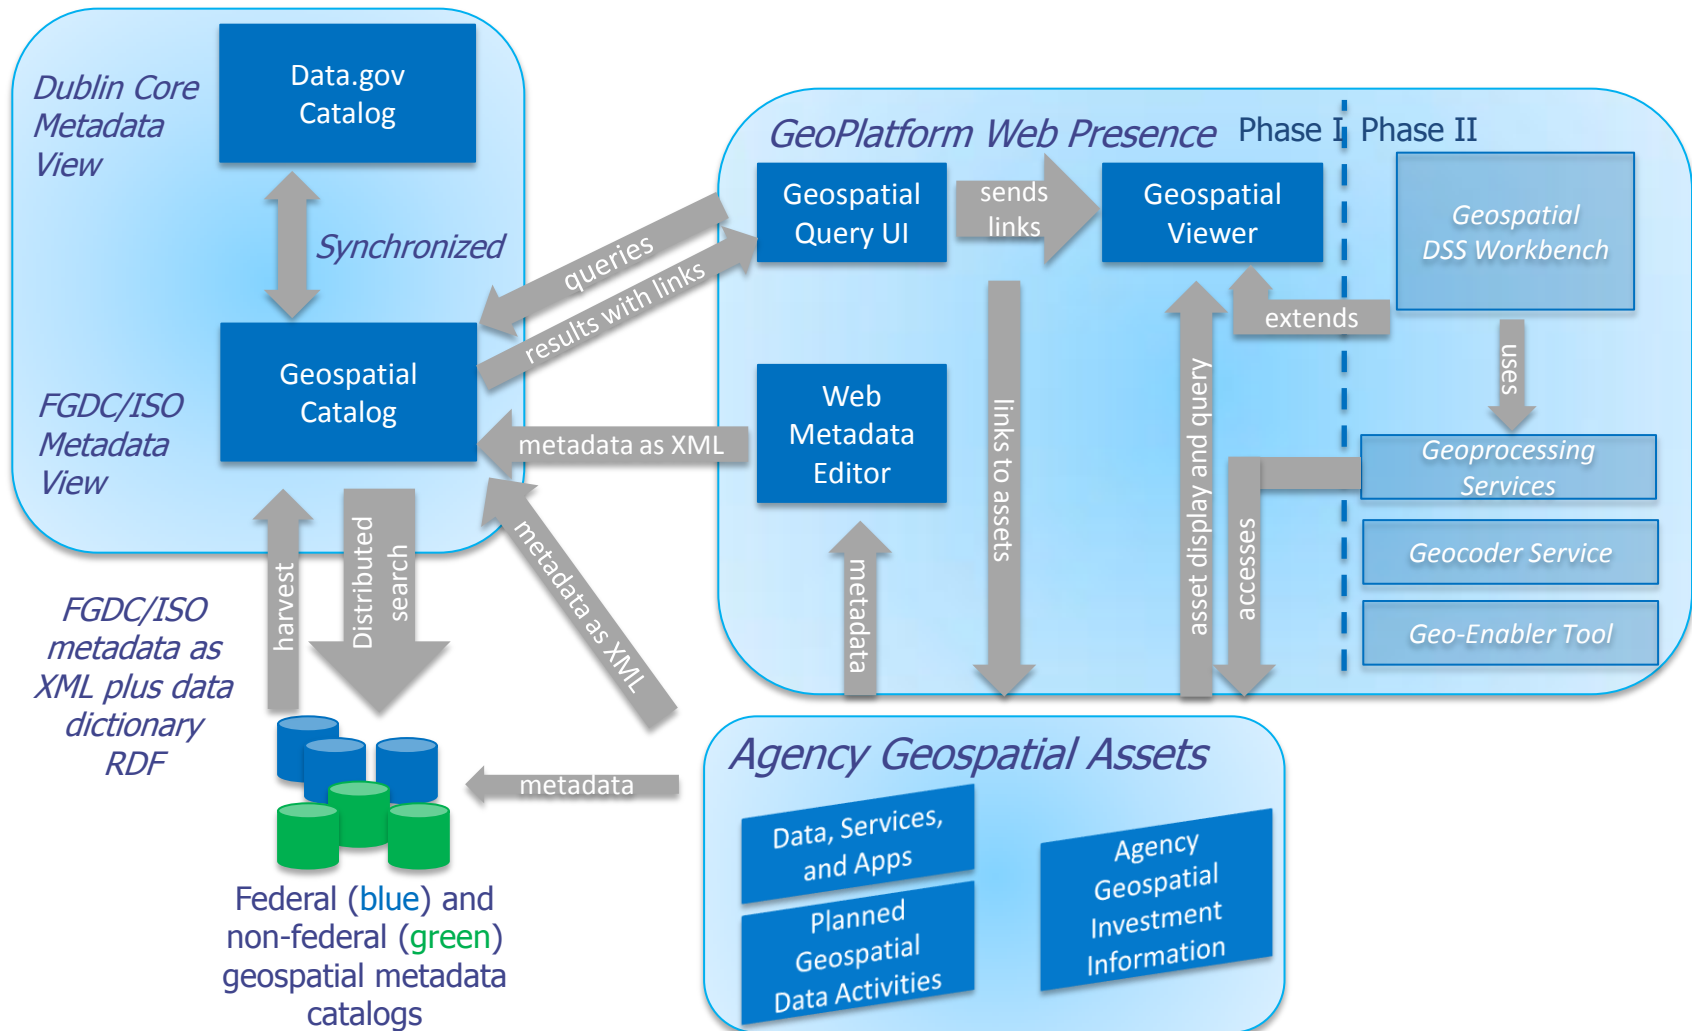 Dublin Core
Metadata
View
Data.gov
Catalog
Synchronized
Geospatial
Catalog
FGDC/ISO
Metadata
View
queries
results with links
metadata as XML
harvest
Distributed
search
metadata as XML
FGDC/ISO
metadata as
XML plus data
dictionary
RDF
metadata
Federal (blue) and
non-federal (green)
geospatial metadata
catalogs
GeoPlatform Web Presence
Phase I
Phase II
Geospatial
Query UI
sends
links
Geospatial
Viewer
Geospatial
DSS Workbench
extends
uses
Web
Metadata
Editor
links to assets
asset display and query
accesses
metadata
Geoprocessing
Services
Geocoder Service
Geo-Enabler Tool
Agency Geospatial Assets
Data, Services,
and Apps
Planned
Geospatial
Data Activities
Agency
Geospatial
Investment
Information